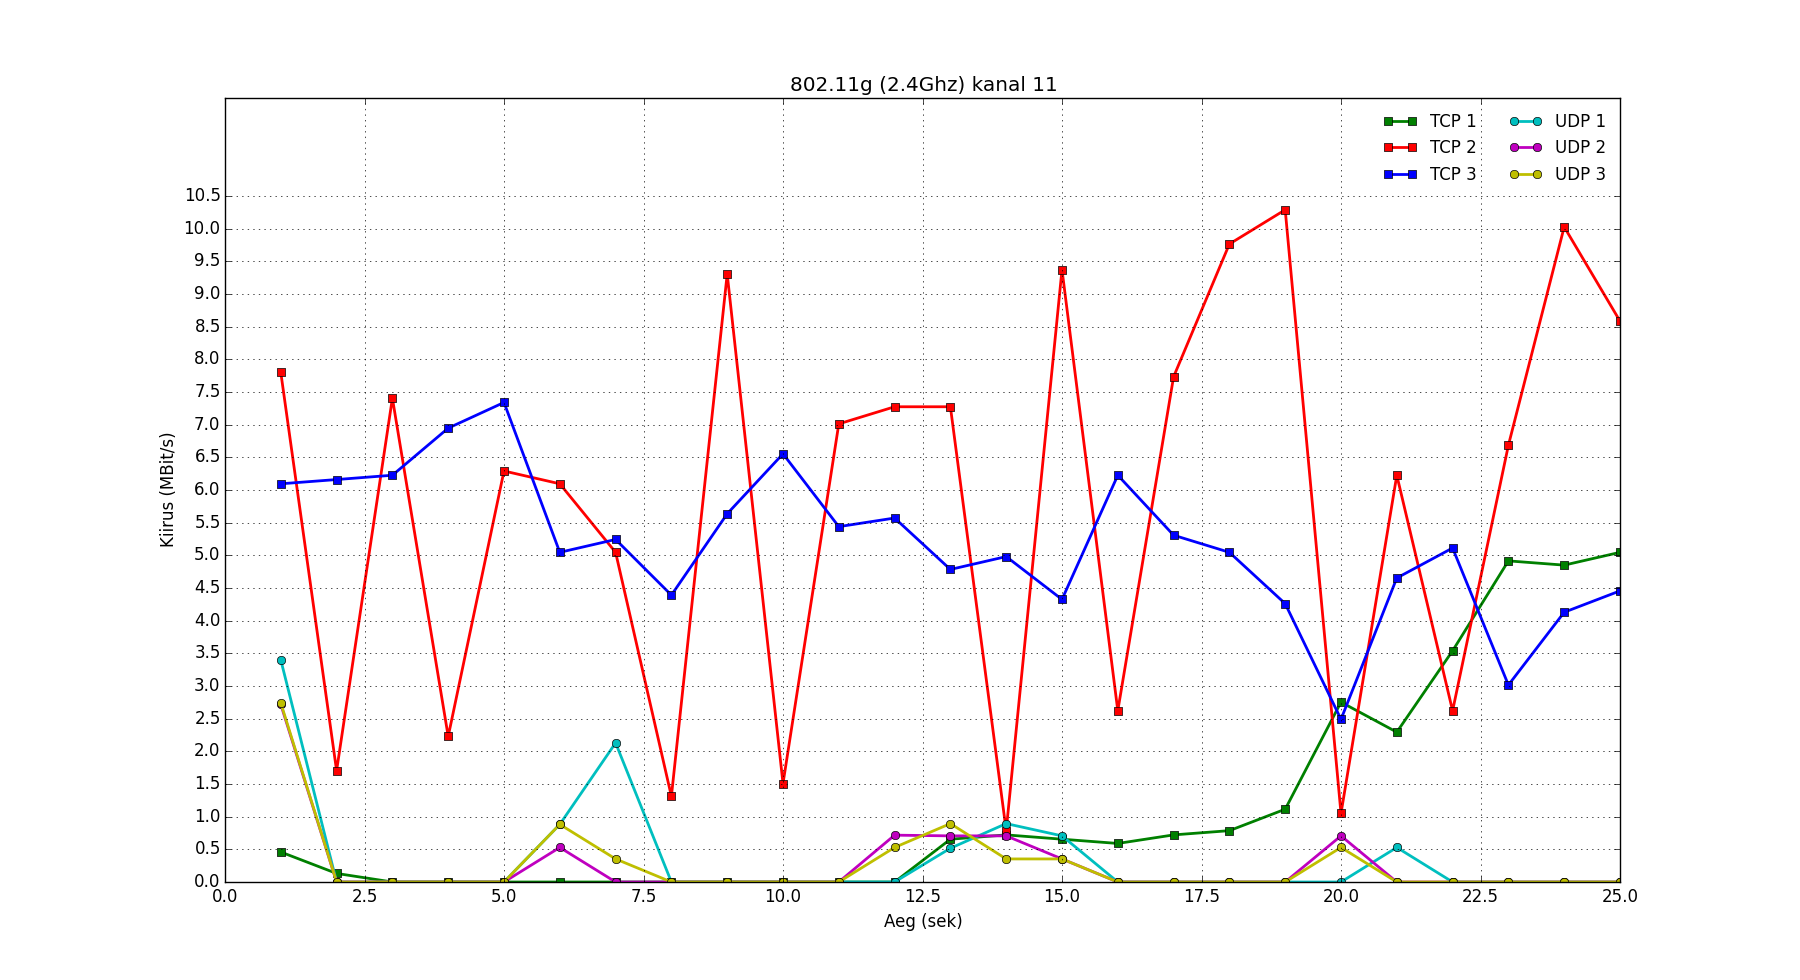 802.11g (2.4Ghz) kanal 11
TCP 1
TCP 2
TCP 3
UDP 1
UDP 2
UDP 3
10.5
10.0
9.5
9.0
8.5
8.0
7.5
7.0
6.5
6.0
5.5
5.0
4.5
4.0
3.5
3.0
2.5
2.0
1.5
1.0
0.5
0.0
Kiirus (MBit/s)
0.0 2.5 5.0 7.5 10.0 12.5 15.0 17.5 20.0 22.5 25.0
Aeg (sek)